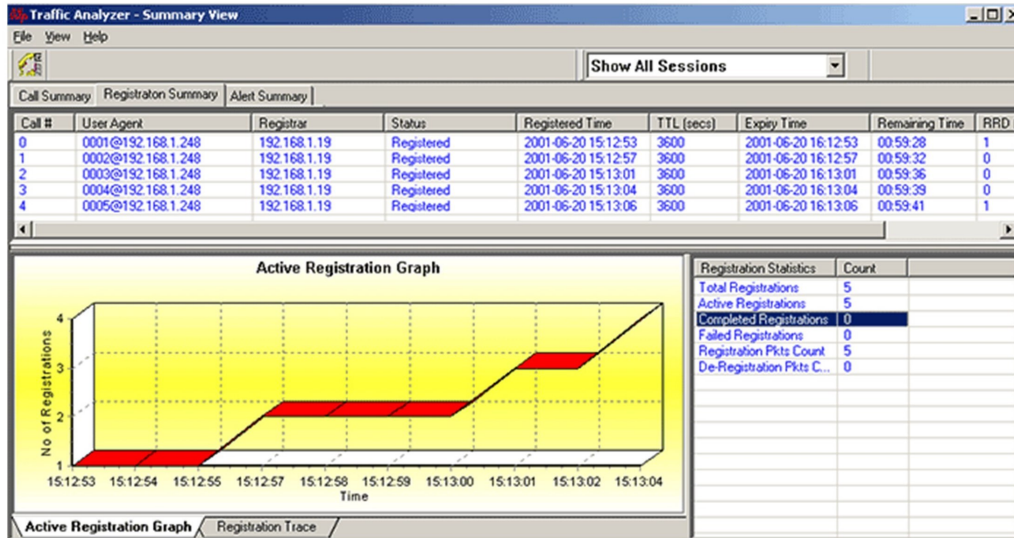 Traffic Analyzer - Summary View
File View Help
Show All Sessions
Call Summary Registraton Summary Alert Summary
Call # User Agent Registrar Status Registered Time TTL (secs) Expiry Time Remaining Time RRD
0 0001@192.168.1.248 192.168.1.19 Registered 2001-06-20 15:12:53 3600 2001-06-20 16:12:53 00:59:28 1
1 0002@192.168.1.248 192.168.1.19 Registered 2001-06-20 15:12:57 3600 2001-06-20 16:12:57 00:59:32 0
2 0003@192.168.1.248 192.168.1.19 Registered 2001-06-20 15:13:01 3600 2001-06-20 16:13:01 00:59:36 0
3 0004@192.168.1.248 192.168.1.19 Registered 2001-06-20 15:13:04 3600 2001-06-20 16:13:04 00:59:39 0
4 0005@192.168.1.248 192.168.1.19 Registered 2001-06-20 15:13:06 3600 2001-06-20 16:13:06 00:59:41 1
Active Registration Graph
No of Registrations
4
3
2
1
15:12:53 15:12:54 15:12:55 15:12:57 15:12:58 15:12:59 15:13:00 15:13:01 15:13:02 15:13:04
Time
Active Registration Graph Registration Trace
Registration Statistics Count
Total Registrations 5
Active Registrations 5
Completed Registrations 0
Failed Registrations 0
Registration Pkts Count 5
De-Registration Pkts C... 0